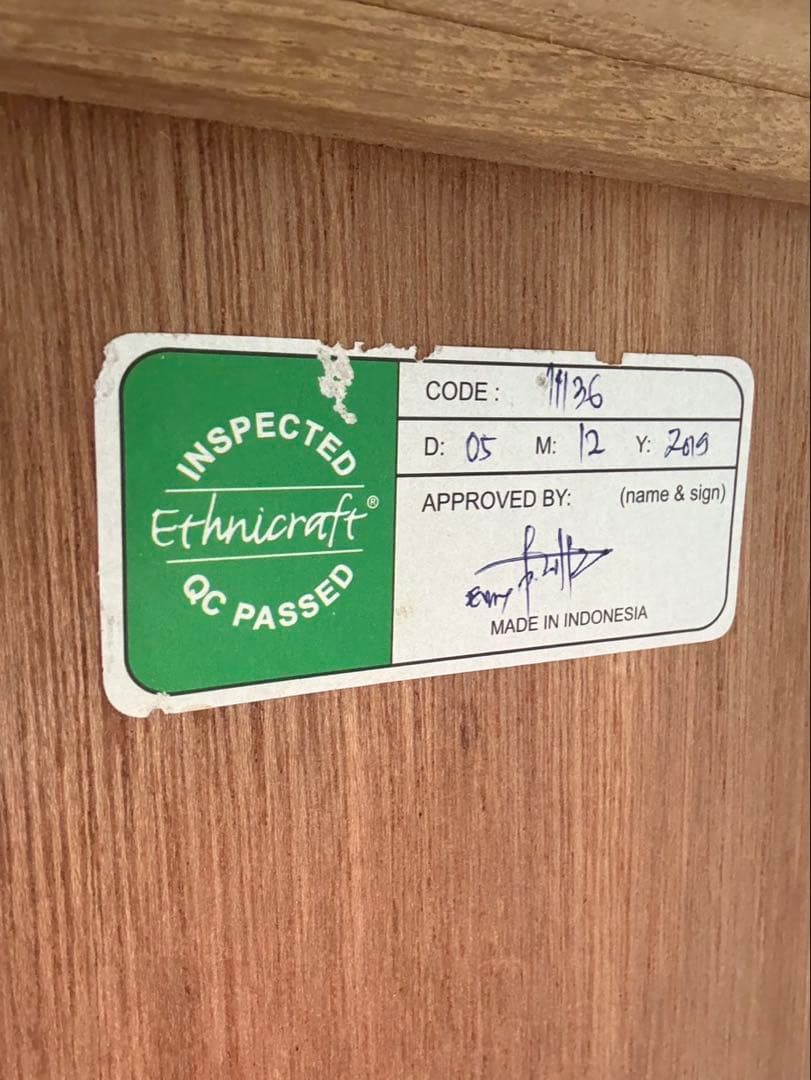 INSPECTED
Ethnicraft®
QC PASSED
CODE :
D: 05 M: 12 Y: 2019
APPROVED BY: (name & sign)
MADE IN INDONESIA